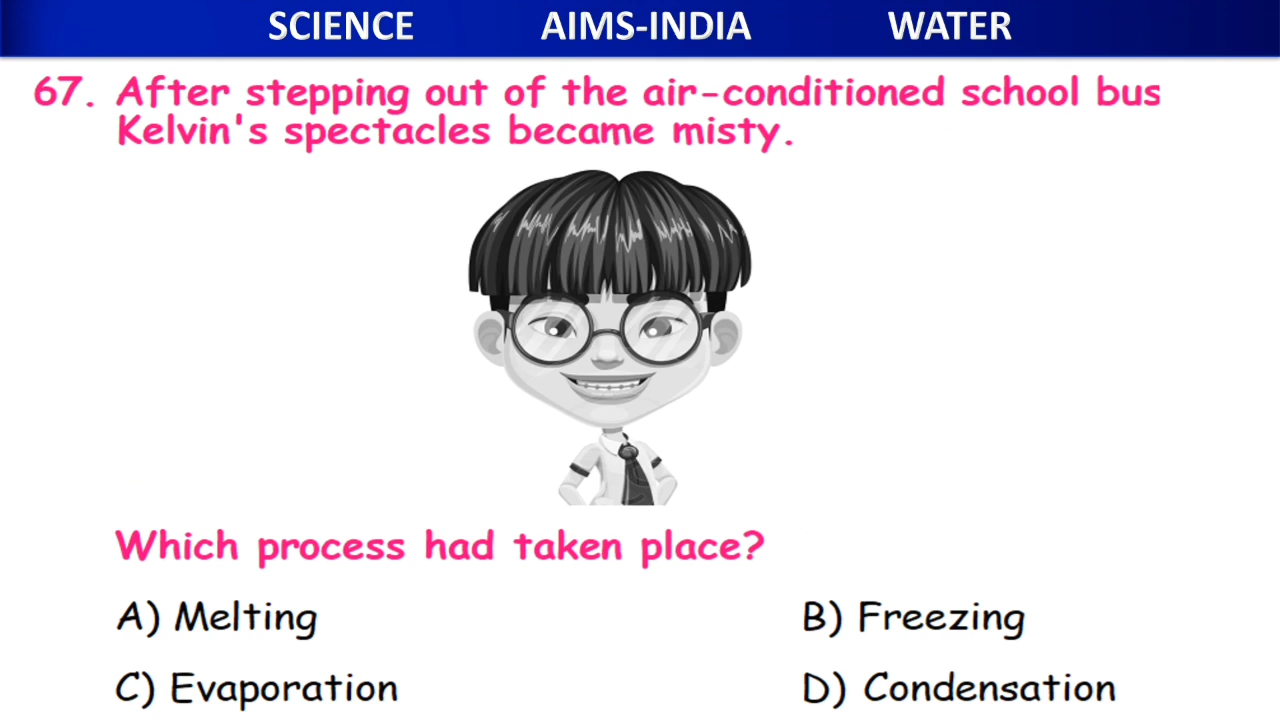 SCIENCE AIMS-INDIA WATER
67. After stepping out of the air-conditioned school bus
Kelvin's spectacles became misty.
Which process had taken place?
A) Melting B) Freezing
C) Evaporation D) Condensation